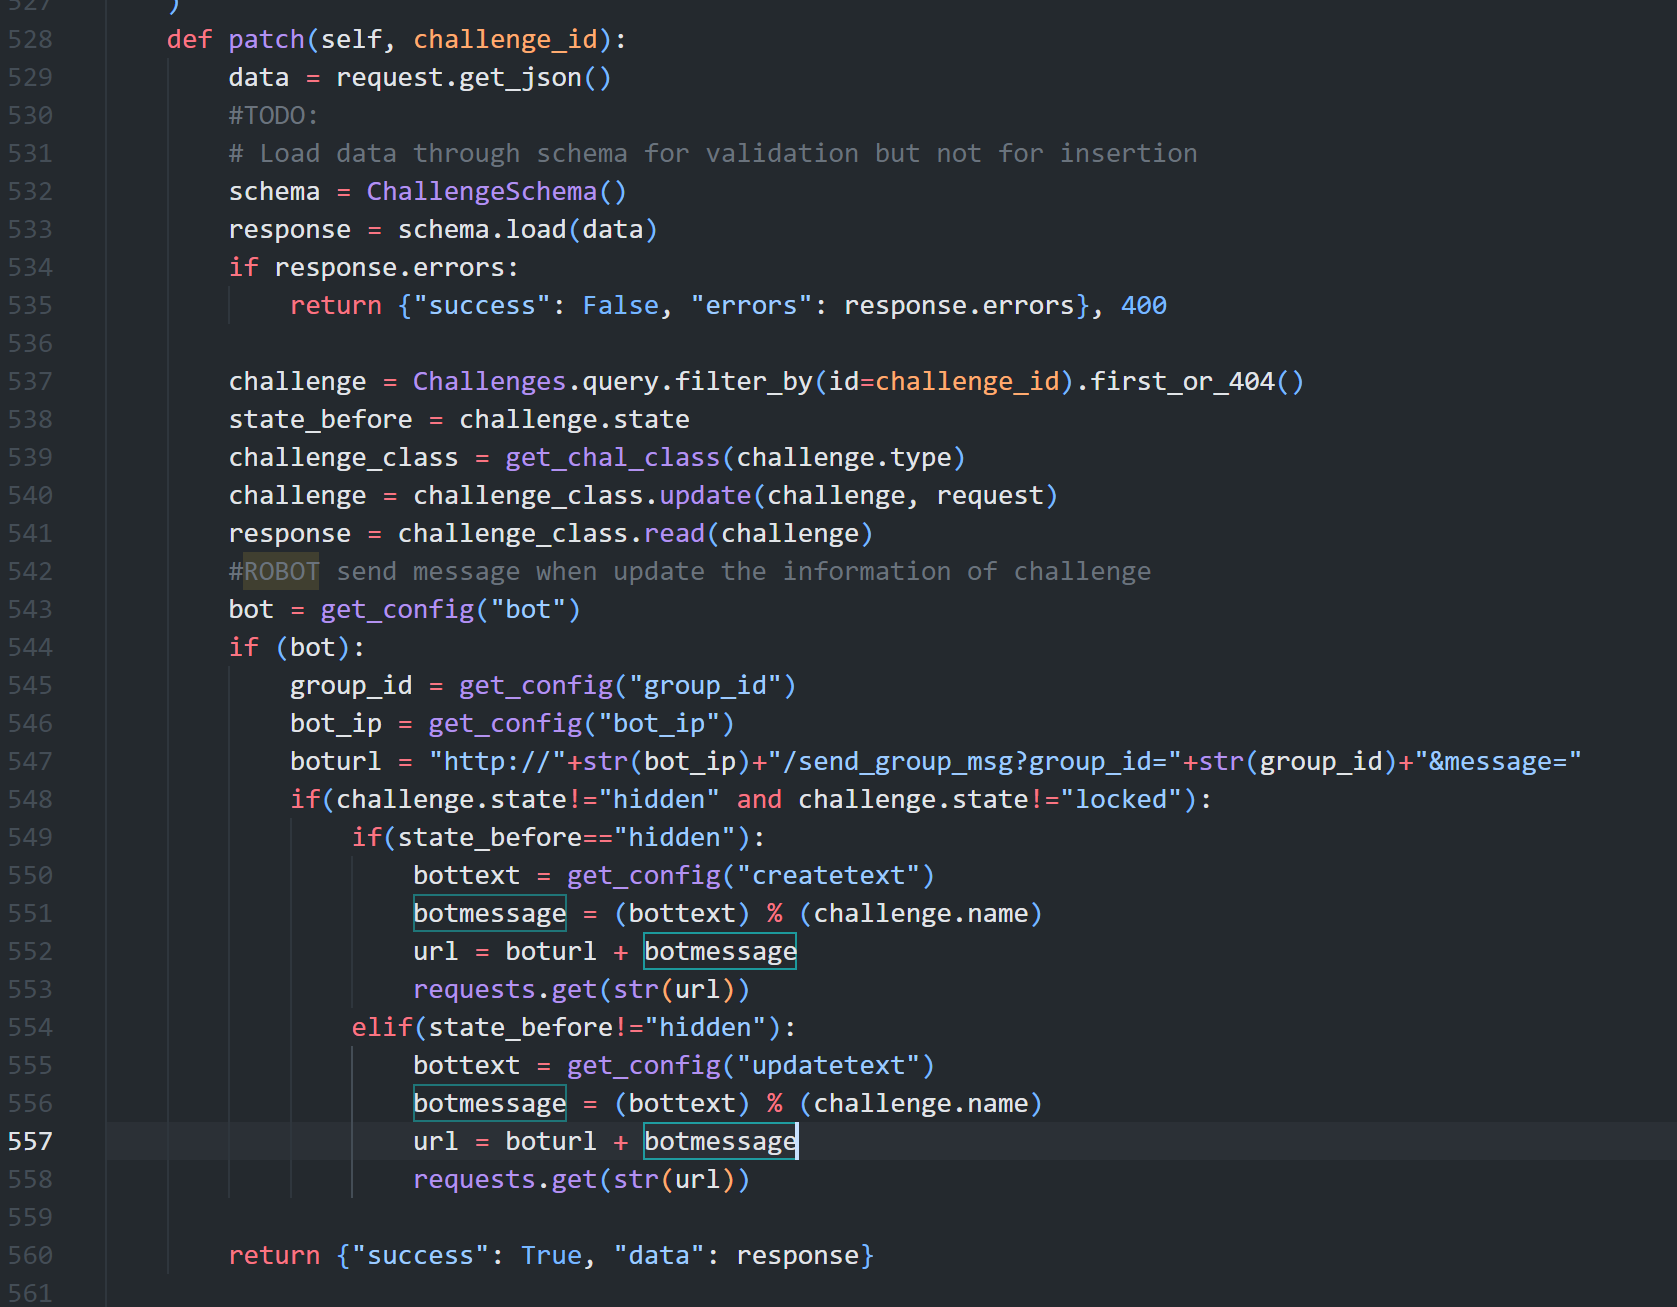 527 )
528 def patch(self, challenge_id):
529 data = request.get_json()
530 #TODO:
531 # Load data through schema for validation but not for insertion
532 schema = ChallengeSchema()
533 response = schema.load(data)
534 if response.errors:
535 return {"success": False, "errors": response.errors}, 400
536
537 challenge = Challenges.query.filter_by(id=challenge_id).first_or_404()
538 state_before = challenge.state
539 challenge_class = get_chal_class(challenge.type)
540 challenge = challenge_class.update(challenge, request)
541 response = challenge_class.read(challenge)
542 #ROBOT send message when update the information of challenge
543 bot = get_config("bot")
544 if (bot):
545 group_id = get_config("group_id")
546 bot_ip = get_config("bot_ip")
547 boturl = "http://"+str(bot_ip)+"/send_group_msg?group_id="+str(group_id)+"&message="
548 if(challenge.state!="hidden" and challenge.state!="locked"):
549 if(state_before=="hidden"):
550 bottext = get_config("createtext")
551 botmessage = (bottext) % (challenge.name)
552 url = boturl + botmessage
553 requests.get(str(url))
554 elif(state_before!="hidden"):
555 bottext = get_config("updatetext")
556 botmessage = (bottext) % (challenge.name)
557 url = boturl + botmessage
558 requests.get(str(url))
559
560 return {"success": True, "data": response}
561